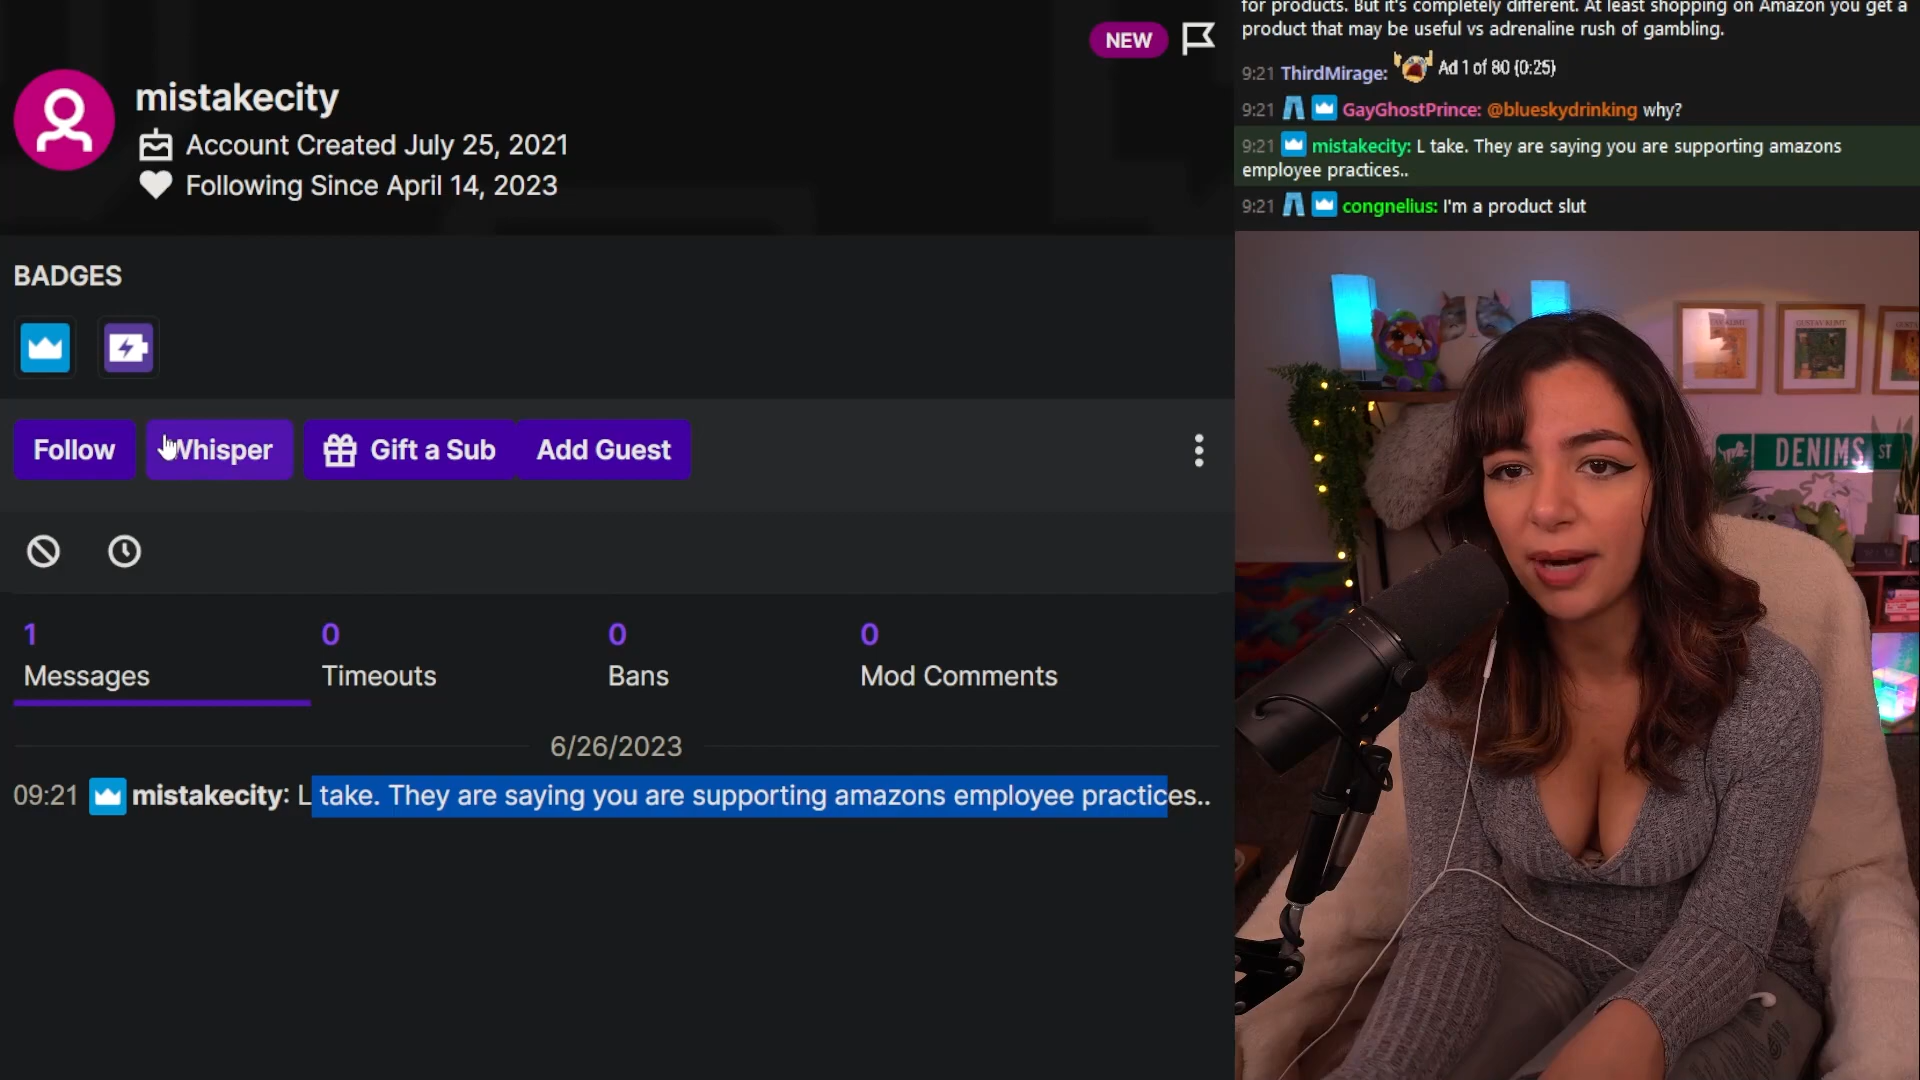 NEW
mistakecity
Account Created July 25, 2021
Following Since April 14, 2023
BADGES
Follow
Whisper
Gift a Sub
Add Guest
1
Messages
0
Timeouts
0
Bans
0
Mod Comments
6/26/2023
09:21 mistakecity: L take. They are saying you are supporting amazons employee practices..
for products. But it's completely different. At least shopping on Amazon you get a
product that may be useful vs adrenaline rush of gambling.
9:21 ThirdMirage: Ad 1 of 80 (0:25)
9:21 GayGhostPrince: @blueskydrinking why?
9:21 mistakecity: L take. They are saying you are supporting amazons
employee practices..
9:21 congnelius: I'm a product slut
GUSTAV KLIMT
GUSTAV KLIMT
DENIMS ST